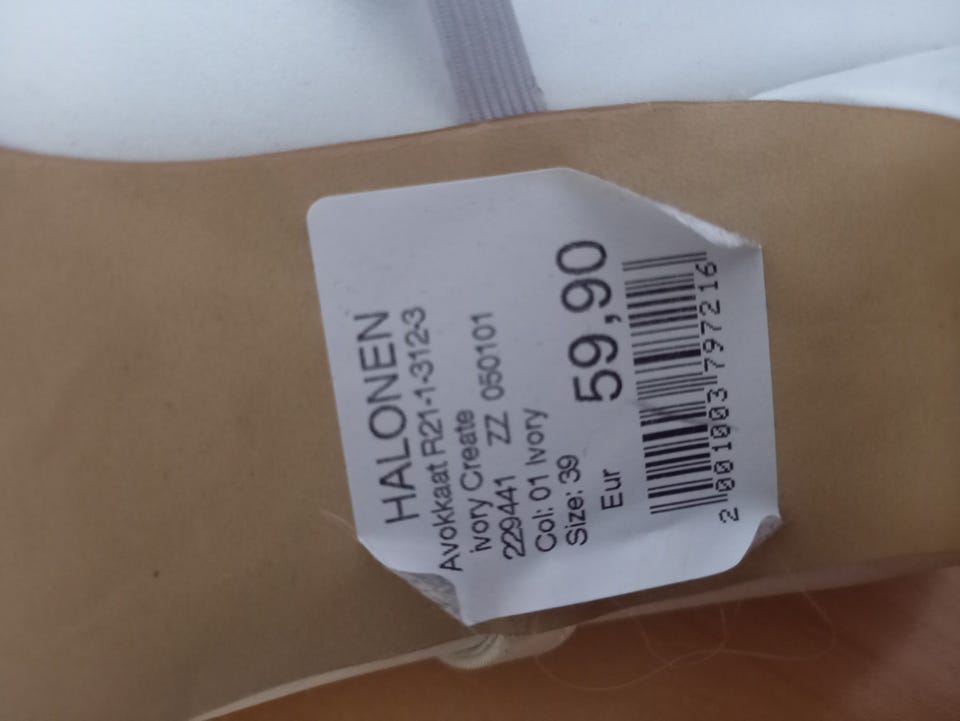 HALONEN
Avokkaat R21-1-312-3
ivory Create
229441 ZZ 050101
Col: 01 Ivory
Size: 39
Eur 59,90
2 001003 797216